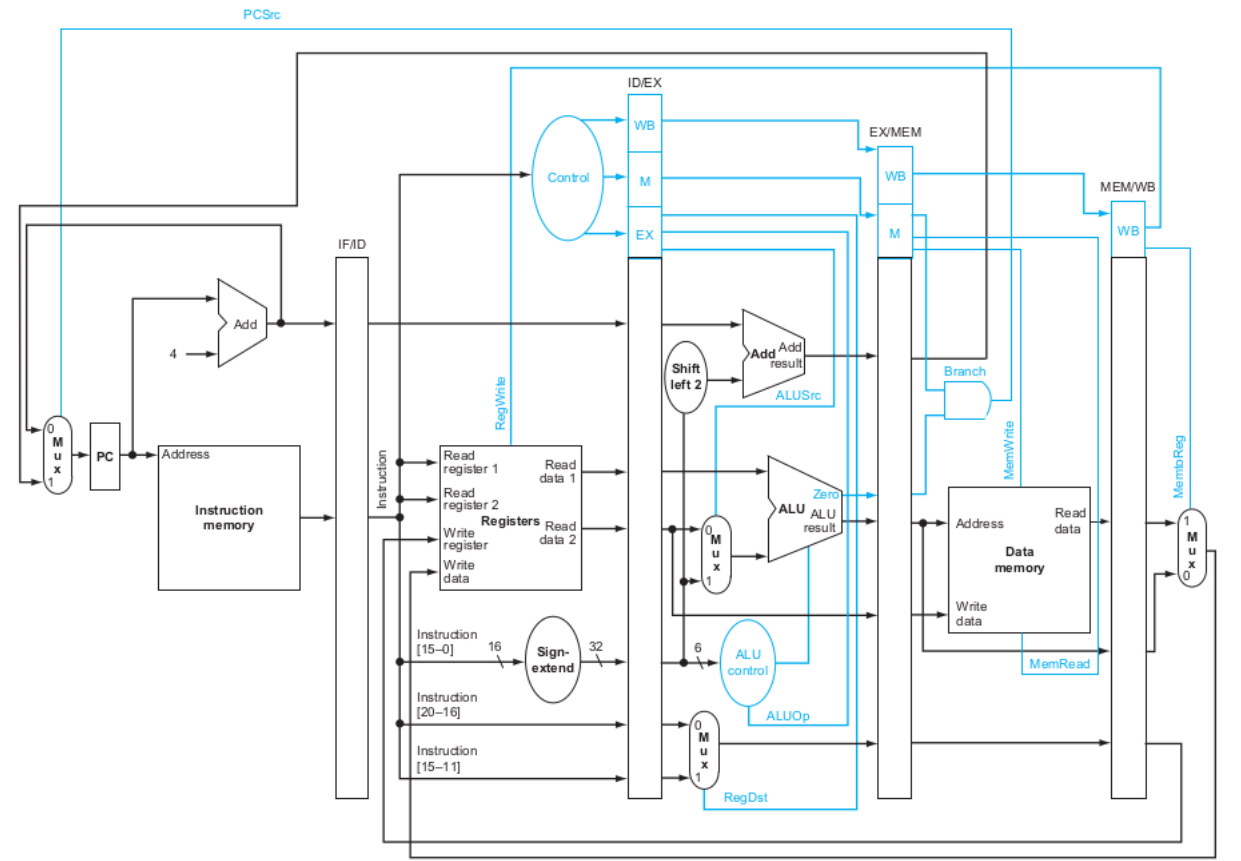 PCSrc
ID/EX
WB
EX/MEM
Control
M
WB
MEM/WB
EX
M
WB
IF/ID
Add
4
Add
Add
result
Shift
left 2
Branch
ALUSrc
RegWrite
MemWrite
MemtoReg
0
M
u
x
1
PC
Address
Instruction
memory
Instruction
Read
register 1
Read
data 1
Read
register 2
Registers
Write
register
Read
data 2
Write
data
0
M
u
x
1
Zero
ALU
ALU
result
Address
Read
data
Data
memory
Write
data
1
M
u
x
0
Instruction
[15–0]
16
Sign-
extend
32
6
ALU
control
MemRead
Instruction
[20–16]
ALUOp
0
M
u
x
1
Instruction
[15–11]
RegDst